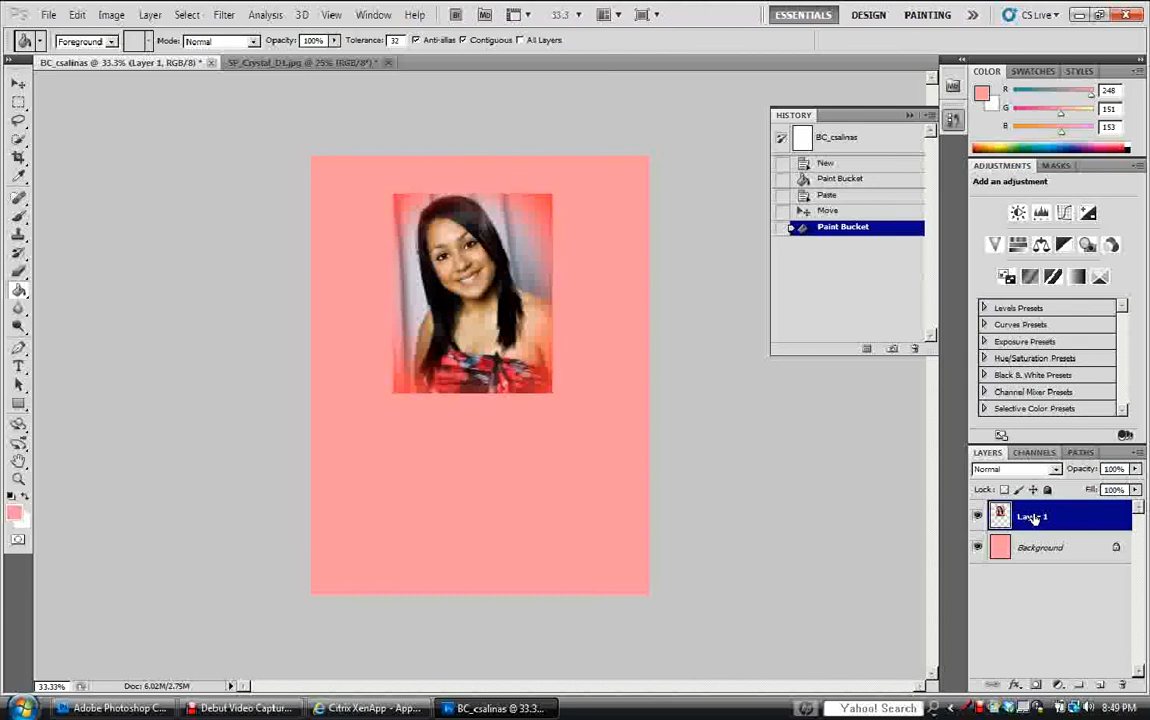 PS File Edit Image Layer Select Filter Analysis 3D View Window Help Br Mb 33.3 ESSENTIALS DESIGN PAINTING CS Live
Foreground Mode: Normal Opacity: 100% Tolerance: 32 Anti-alias Contiguous All Layers
BC_csalinas @ 33.3% (Layer 1, RGB/8) * SP_Crystal_D1.jpg @ 25% (RGB/8*) *
COLOR SWATCHES STYLES
R 248
G 151
B 153
HISTORY
BC_csalinas
New
Paint Bucket
Paste
Move
Paint Bucket
ADJUSTMENTS MASKS
Add an adjustment
Levels Presets
Curves Presets
Exposure Presets
Hue/Saturation Presets
Black & White Presets
Channel Mixer Presets
Selective Color Presets
LAYERS CHANNELS PATHS
Normal Opacity: 100%
Lock: Fill: 100%
Layer 1
Background
33.33% Doc: 6.02M/2.75M
Adobe Photoshop C... Debut Video Captur... Citrix XenApp - App... BC_csalinas @ 33.3... Yahoo! Search 8:49 PM